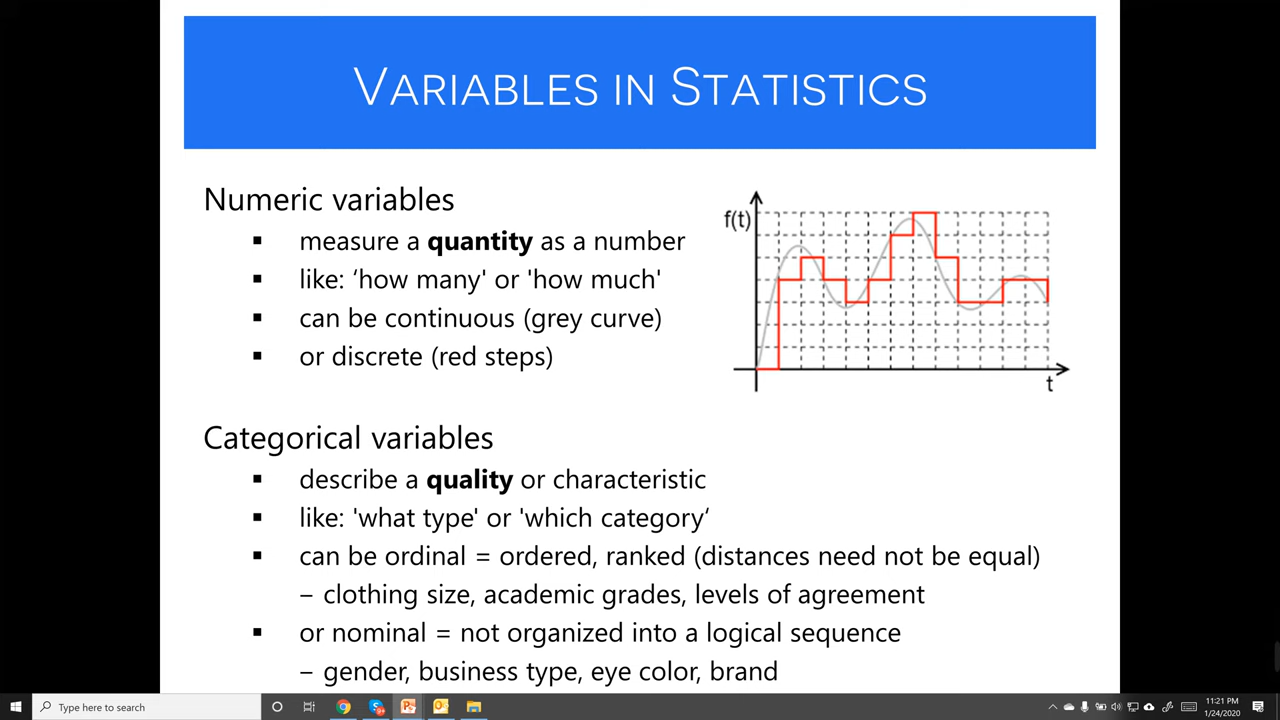 VARIABLES IN STATISTICS
Numeric variables
▪ measure a quantity as a number
▪ like: ‘how many' or 'how much'
▪ can be continuous (grey curve)
▪ or discrete (red steps)
f(t)
t
Categorical variables
▪ describe a quality or characteristic
▪ like: 'what type' or 'which category‘
▪ can be ordinal = ordered, ranked (distances need not be equal)
– clothing size, academic grades, levels of agreement
▪ or nominal = not organized into a logical sequence
– gender, business type, eye color, brand
Type here to search
11:21 PM
1/24/2020